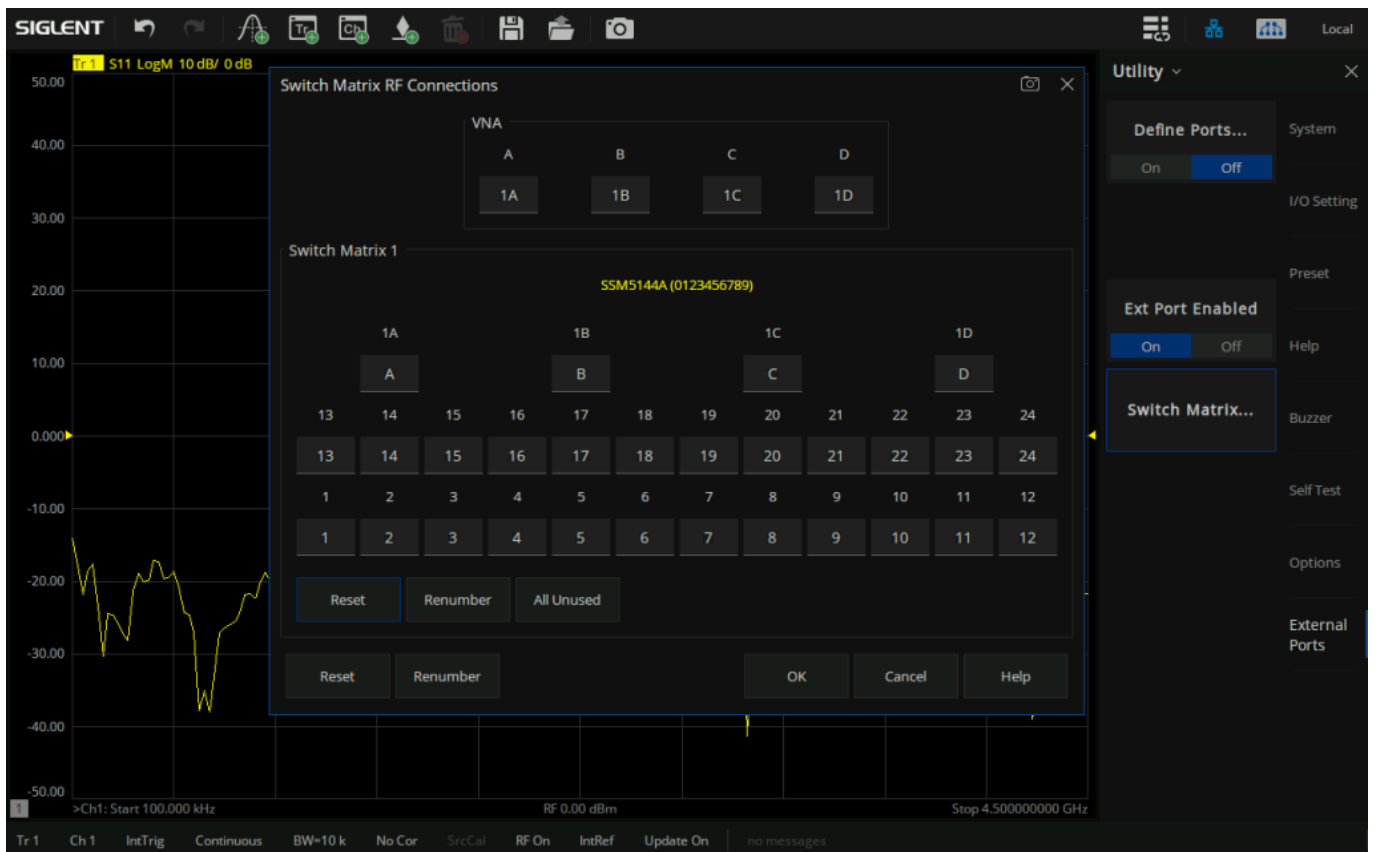 SIGLENT Tr Ch Local
Tr 1 S11 LogM 10 dB/ 0 dB
50.00
40.00
30.00
20.00
10.00
0.000
-10.00
-20.00
-30.00
-40.00
-50.00
Switch Matrix RF Connections
VNA
A B C D
1A 1B 1C 1D
Switch Matrix 1
SSM5144A (0123456789)
1A 1B 1C 1D
A B C D
13 14 15 16 17 18 19 20 21 22 23 24
13 14 15 16 17 18 19 20 21 22 23 24
1 2 3 4 5 6 7 8 9 10 11 12
1 2 3 4 5 6 7 8 9 10 11 12
Reset Renumber All Unused
Reset Renumber OK Cancel Help
Utility
Define Ports...
On Off
Ext Port Enabled
On Off
Switch Matrix...
System
I/O Setting
Preset
Help
Buzzer
Self Test
Options
External
Ports
1 >Ch1: Start 100.000 kHz RF 0.00 dBm Stop 4.500000000 GHz
Tr 1 Ch 1 IntTrig Continuous BW=10 k No Cor SrcCal RF On IntRef Update On no messages